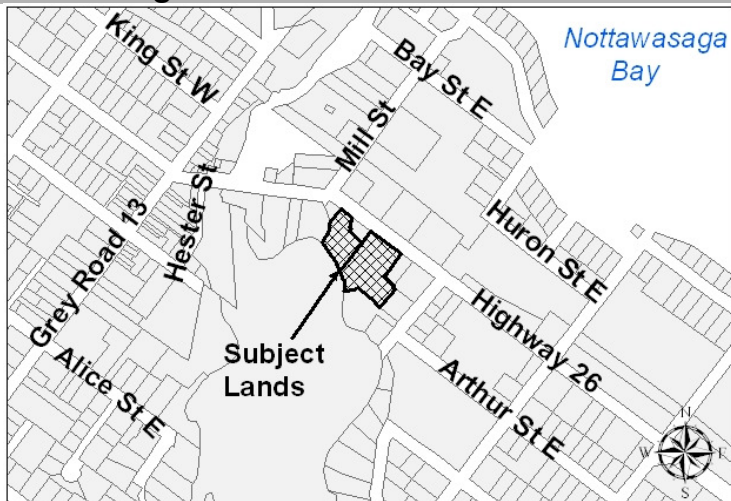 King St W
Bay St E
Nottawasaga
Bay
Mill St
Hester St
Grey Road 13
Huron St E
Highway 26
Subject
Lands
Alice St E
Arthur St E
N
W
E
S